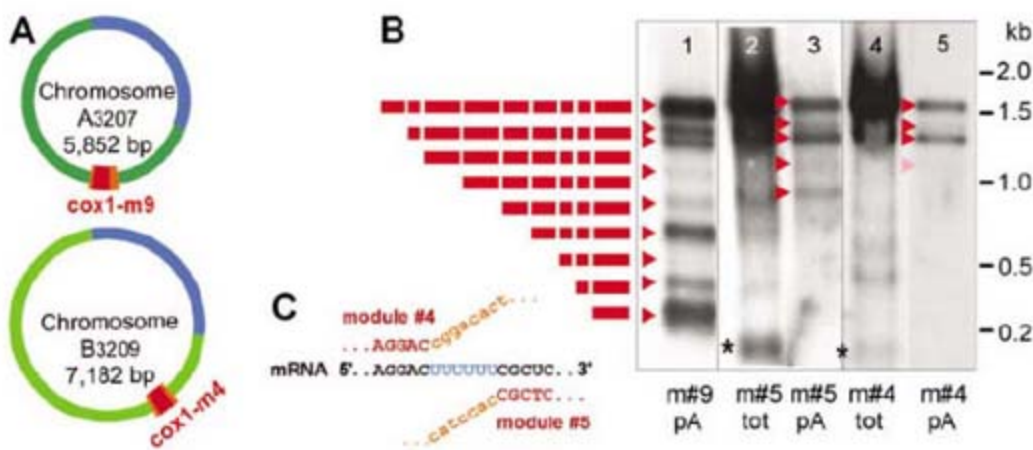 A
Chromosome
A3207
5,852 bp
cox1-m9
Chromosome
B3209
7,182 bp
cox1-m4
B
1 2 3 4 5
kb
2.0
1.5
1.0
0.5
0.2
* *
m#9 m#5 m#5 m#4 m#4
pA tot pA tot pA
C
module #4
...AGGACcggacact...
mRNA 5'..AGGACUUUUUUCGCUC..3'
...catccacCGCTC...
module #5